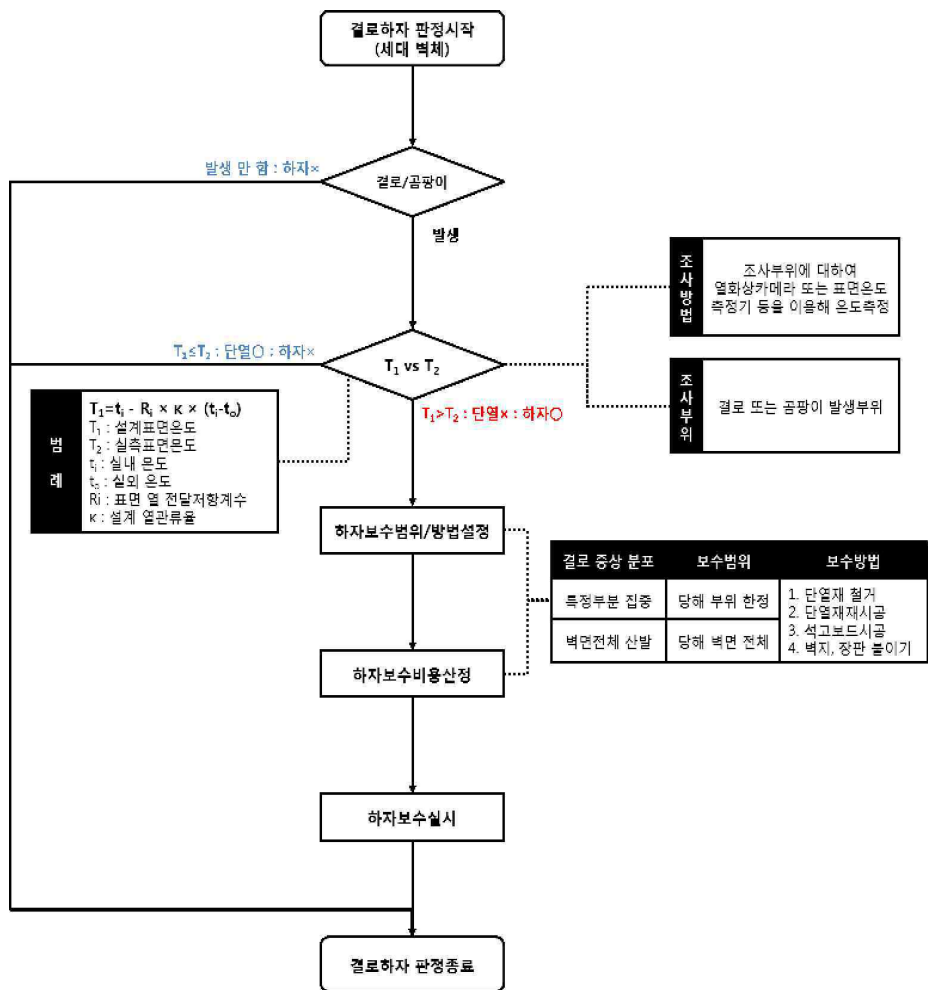 결로하자 판정시작
(세대 벽체)
발생 만 함 : 하자×
결로/곰팡이
발생
조사방법
조사부위에 대하여
열화상카메라 또는 표면온도
측정기 등을 이용해 온도측정
T₁≤T₂ : 단열〇 : 하자×
T₁ vs T₂
조사부위
결로 또는 곰팡이 발생부위
T₁>T₂ : 단열× : 하자〇
범례
T₁=tᵢ - Rᵢ × κ × (tᵢ-tₒ)
T₁ : 설계표면온도
T₂ : 실측표면온도
tᵢ : 실내 온도
tₒ : 실외 온도
Ri : 표면 열 전달저항계수
κ : 설계 열관류율
하자보수범위/방법설정
결로 증상 분포 보수범위 보수방법
특정부분 집중 당해 부위 한정
벽면전체 산발 당해 벽면 전체
1. 단열재 철거
2. 단열재재시공
3. 석고보드시공
4. 벽지, 장판 붙이기
하자보수비용산정
하자보수실시
결로하자 판정종료